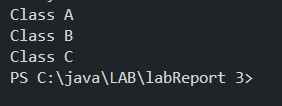 Class A
Class B
Class C
PS C:\java\LAB\labReport 3>